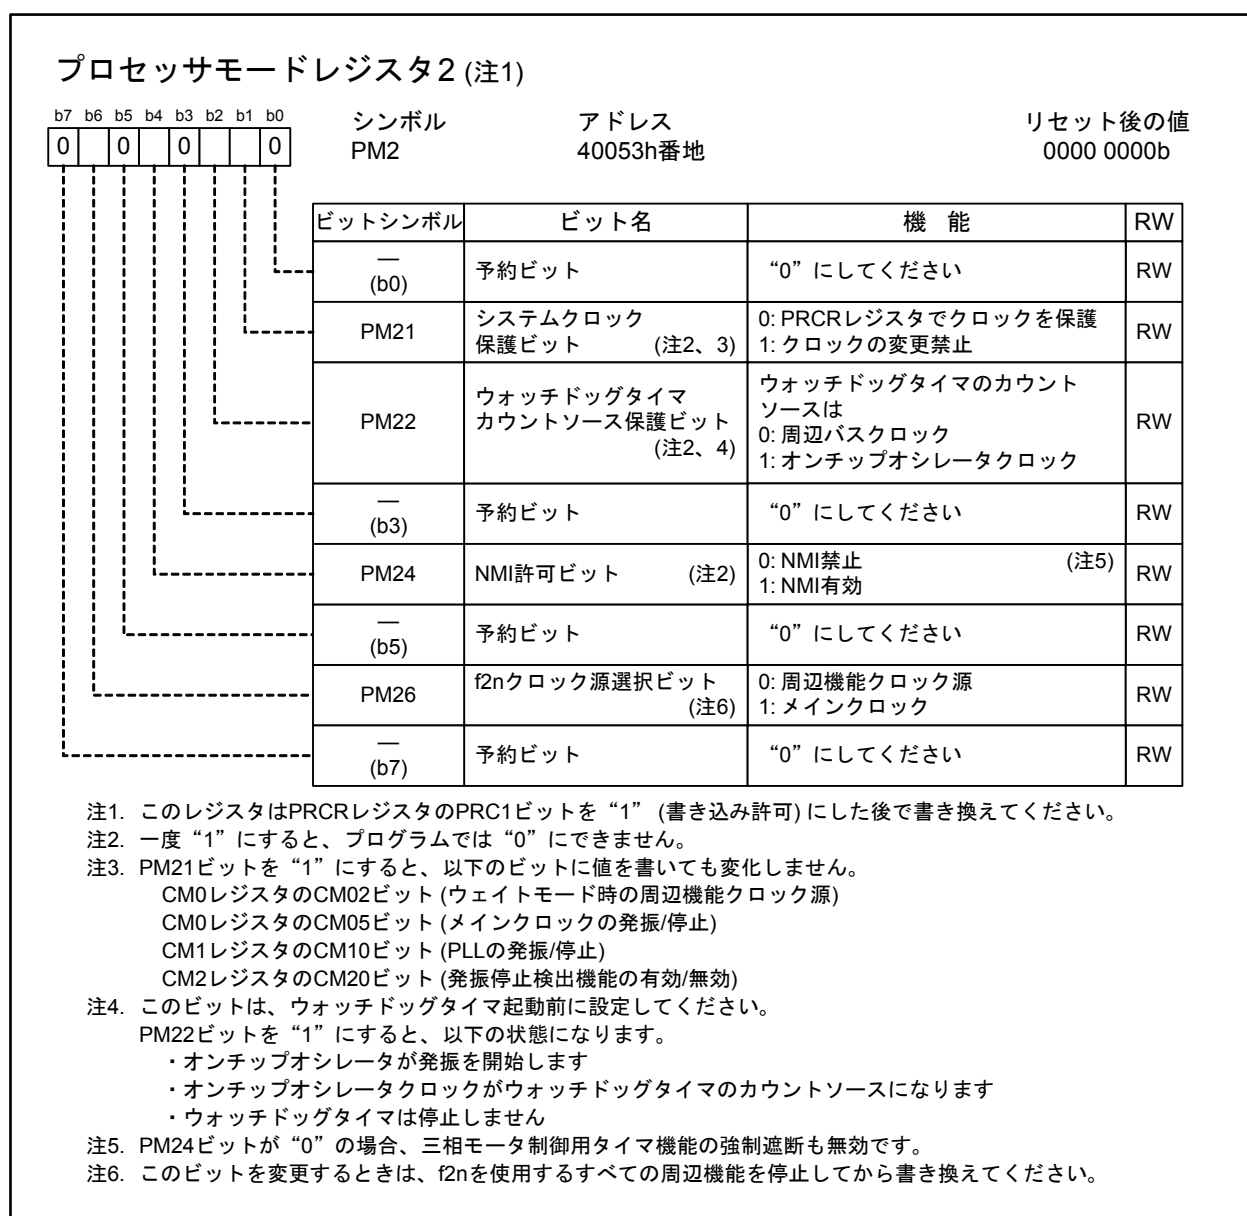 プロセッサモードレジスタ2 (注1)
b7 b6 b5 b4 b3 b2 b1 b0
0 0 0 0
シンボル アドレス リセット後の値
PM2 40053h番地 0000 0000b
ビットシンボル ビット名 機 能 RW
—
(b0) 予約ビット “0” にしてください RW
PM21 システムクロック
保護ビット (注2、3) 0: PRCRレジスタでクロックを保護
1: クロックの変更禁止 RW
PM22 ウォッチドッグタイマ
カウントソース保護ビット
(注2、4) ウォッチドッグタイマのカウント
ソースは
0: 周辺バスクロック
1: オンチップオシレータクロック RW
—
(b3) 予約ビット “0” にしてください RW
PM24 NMI許可ビット (注2) 0: NMI禁止 (注5)
1: NMI有効 RW
—
(b5) 予約ビット “0” にしてください RW
PM26 f2nクロック源選択ビット
(注6) 0: 周辺機能クロック源
1: メインクロック RW
—
(b7) 予約ビット “0” にしてください RW
注1. このレジスタはPRCRレジスタのPRC1ビットを “1” (書き込み許可) にした後で書き換えてください。
注2. 一度 “1” にすると、プログラムでは “0” にできません。
注3. PM21ビットを “1” にすると、以下のビットに値を書いても変化しません。
CM0レジスタのCM02ビット (ウェイトモード時の周辺機能クロック源)
CM0レジスタのCM05ビット (メインクロックの発振/停止)
CM1レジスタのCM10ビット (PLLの発振/停止)
CM2レジスタのCM20ビット (発振停止検出機能の有効/無効)
注4. このビットは、ウォッチドッグタイマ起動前に設定してください。
PM22ビットを “1” にすると、以下の状態になります。
・オンチップオシレータが発振を開始します
・オンチップオシレータクロックがウォッチドッグタイマのカウントソースになります
・ウォッチドッグタイマは停止しません
注5. PM24ビットが “0” の場合、三相モータ制御用タイマ機能の強制遮断も無効です。
注6. このビットを変更するときは、f2nを使用するすべての周辺機能を停止してから書き換えてください。